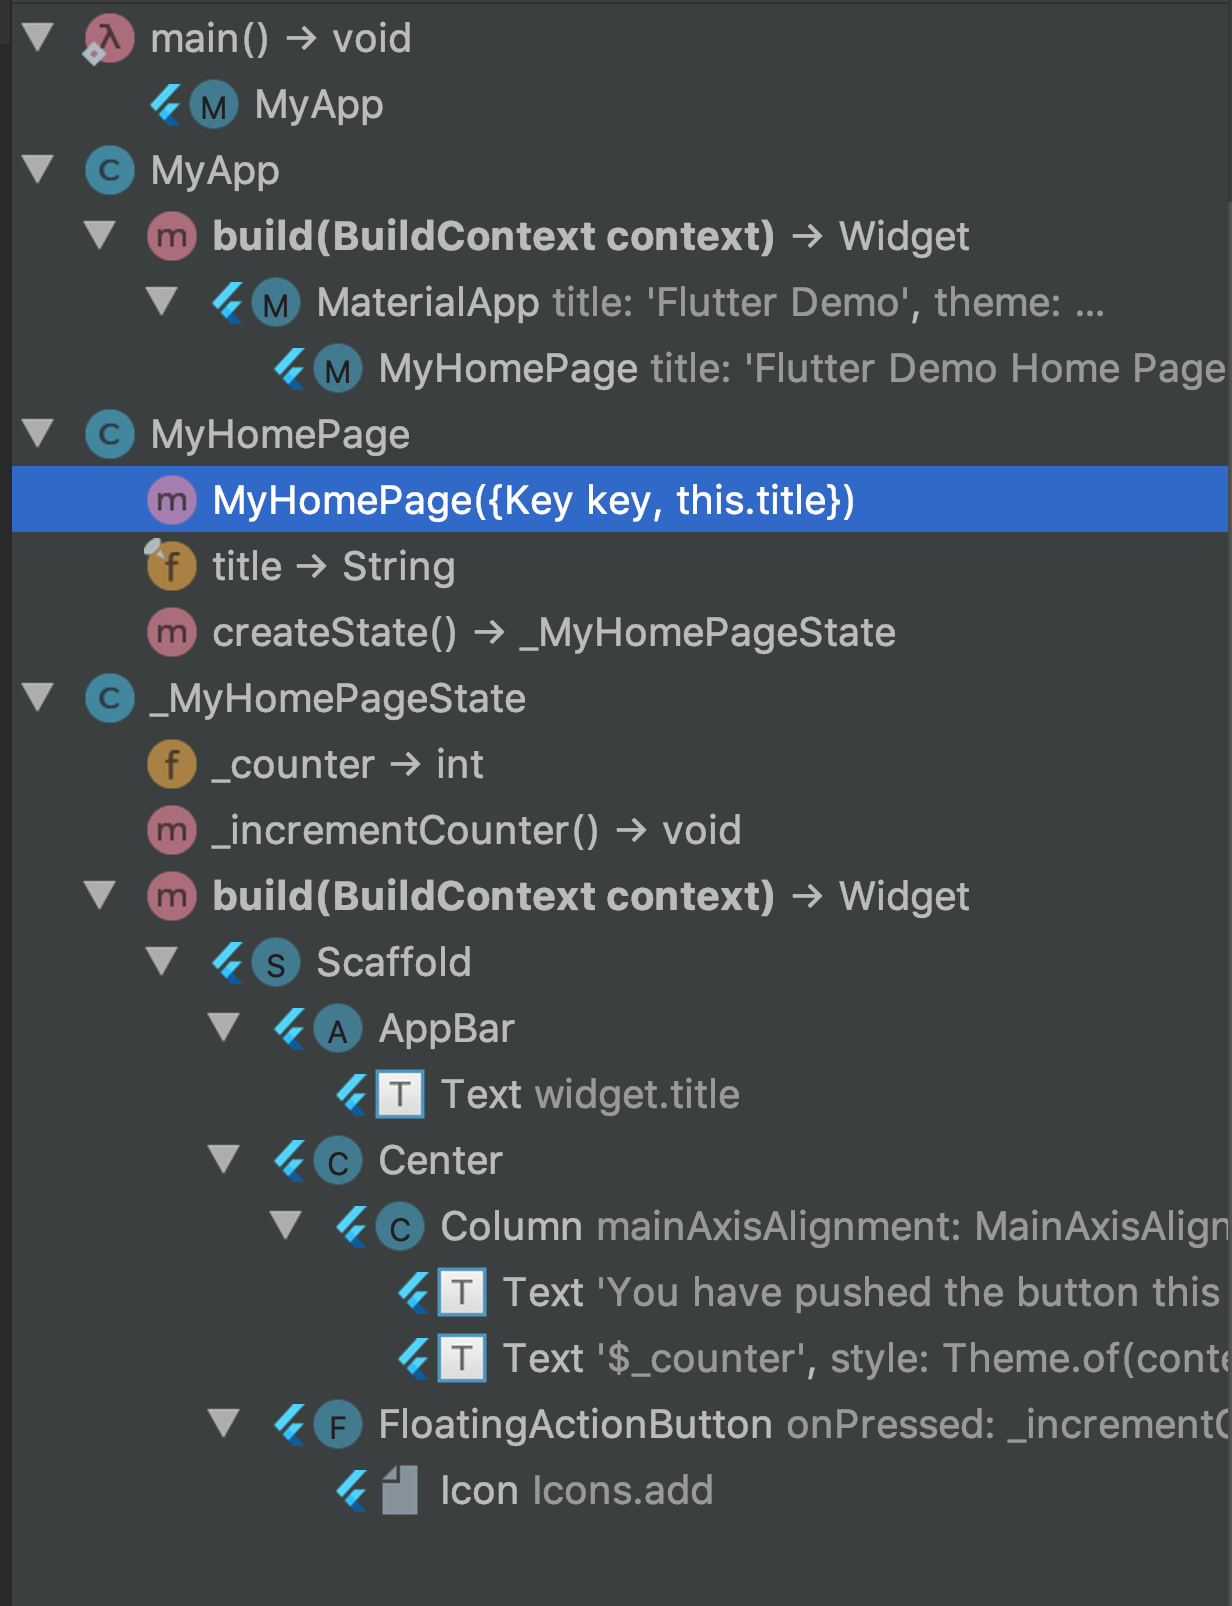 λ main() → void
M MyApp
C MyApp
m build(BuildContext context) → Widget
M MaterialApp title: 'Flutter Demo', theme: ...
M MyHomePage title: 'Flutter Demo Home Page
C MyHomePage
m MyHomePage({Key key, this.title})
f title → String
m createState() → _MyHomePageState
C _MyHomePageState
f _counter → int
m _incrementCounter() → void
m build(BuildContext context) → Widget
S Scaffold
A AppBar
T Text widget.title
C Center
C Column mainAxisAlignment: MainAxisAlign
T Text 'You have pushed the button this
T Text '$_counter', style: Theme.of(conte
F FloatingActionButton onPressed: _increment
Icon Icons.add